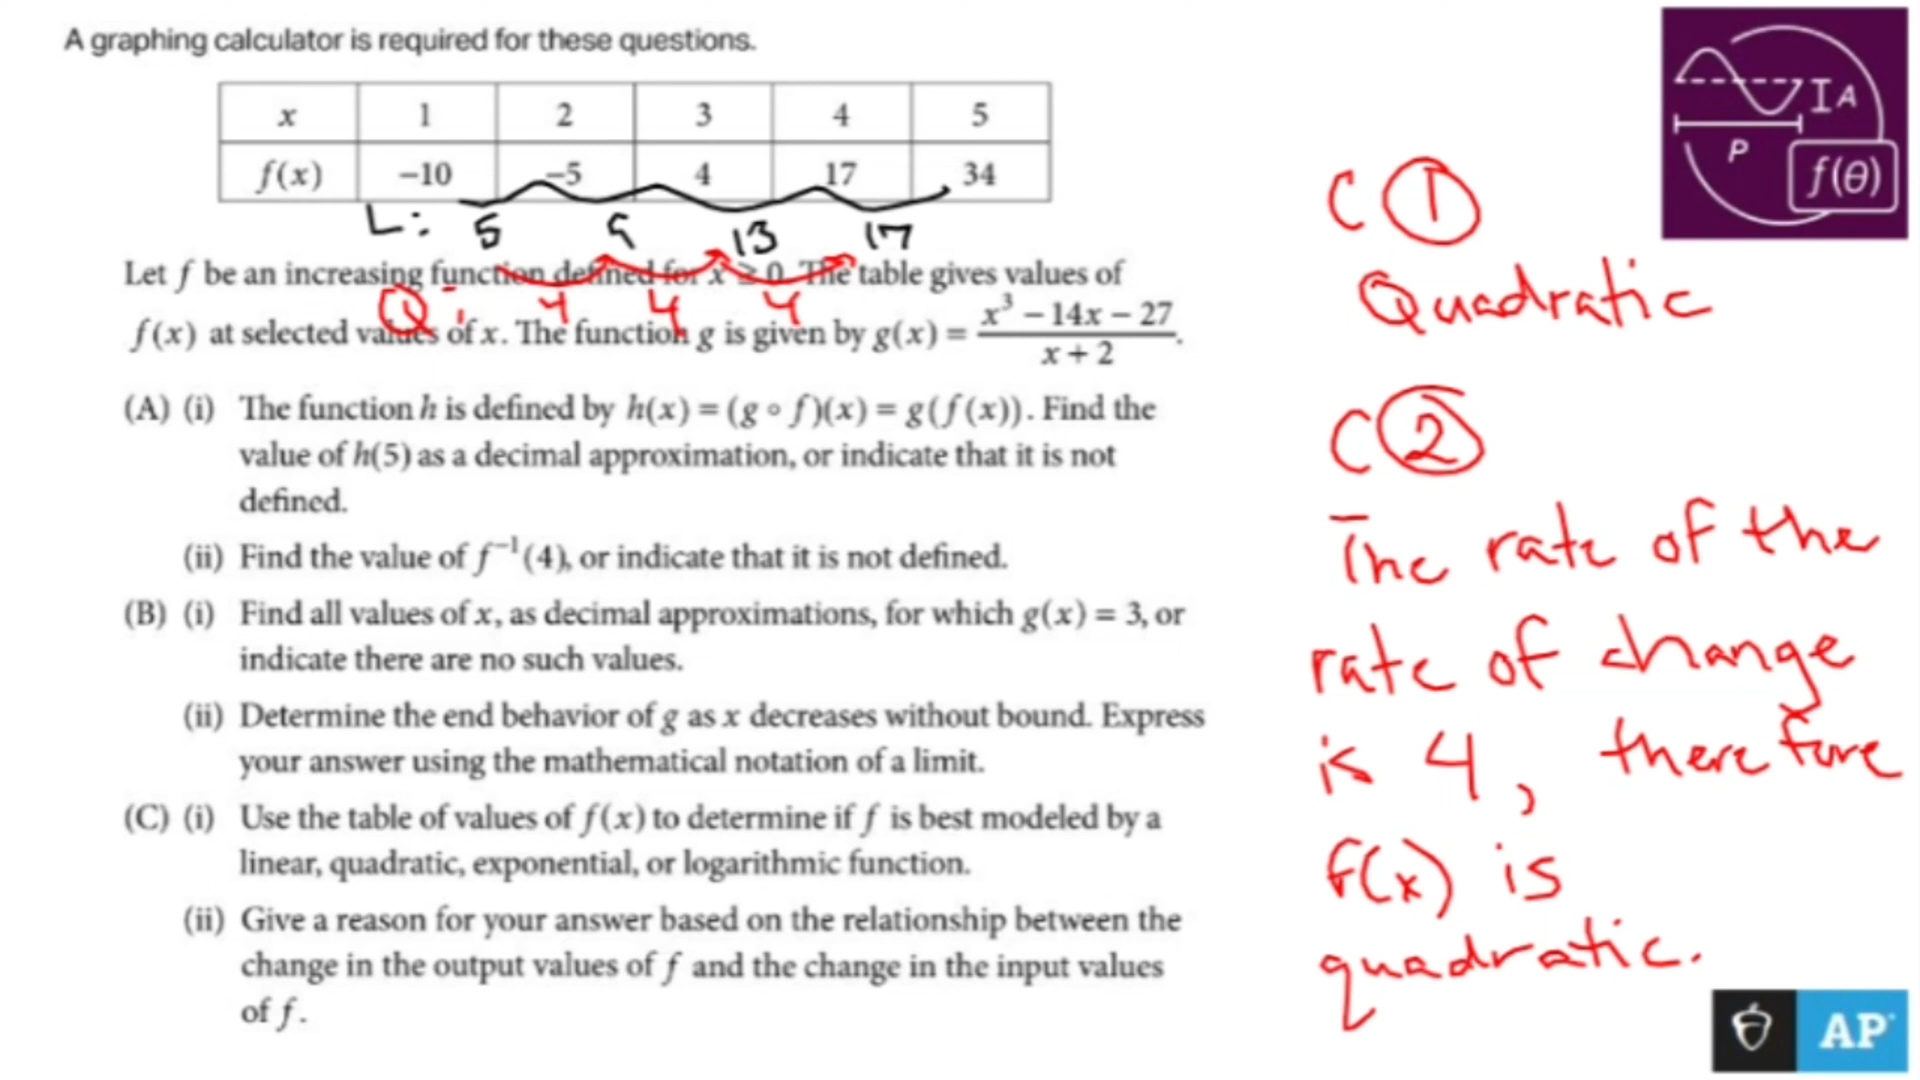 A graphing calculator is required for these questions.
x 1 2 3 4 5
f(x) −10 −5 4 17 34
L: 5 9 13 17
Let f be an increasing function defined for x ≥ 0. The table gives values of
Q: 4 4 4
f(x) at selected values of x. The function g is given by g(x) = (x³ − 14x − 27)/(x + 2).
(A) (i) The function h is defined by h(x) = (g ∘ f)(x) = g(f(x)). Find the
value of h(5) as a decimal approximation, or indicate that it is not
defined.
(ii) Find the value of f⁻¹(4), or indicate that it is not defined.
(B) (i) Find all values of x, as decimal approximations, for which g(x) = 3, or
indicate there are no such values.
(ii) Determine the end behavior of g as x decreases without bound. Express
your answer using the mathematical notation of a limit.
(C) (i) Use the table of values of f(x) to determine if f is best modeled by a
linear, quadratic, exponential, or logarithmic function.
(ii) Give a reason for your answer based on the relationship between the
change in the output values of f and the change in the input values
of f.
A
P
f(θ)
C 1
Quadratic
C 2
The rate of the
rate of change
is 4, therefore
f(x) is
quadratic.
AP